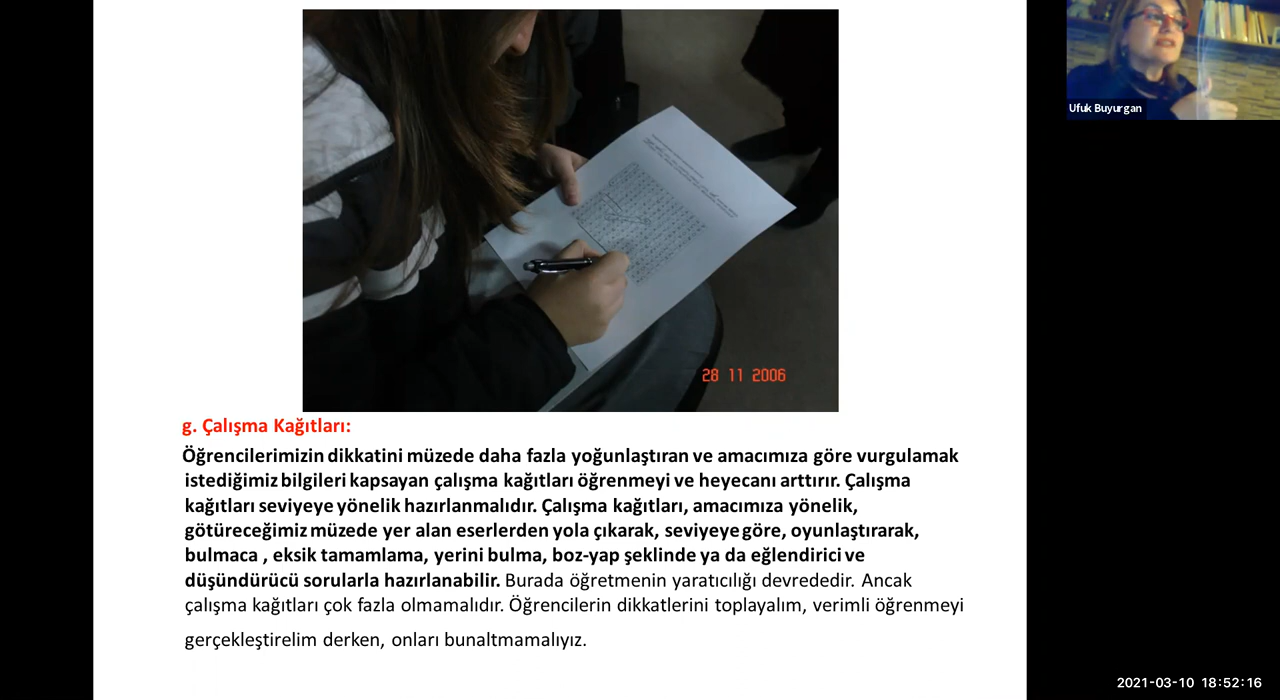 Ufuk Buyurgan
28 11 2006
g. Çalışma Kağıtları:
Öğrencilerimizin dikkatini müzede daha fazla yoğunlaştıran ve amacımıza göre vurgulamak
istediğimiz bilgileri kapsayan çalışma kağıtları öğrenmeyi ve heyecanı arttırır. Çalışma
kağıtları seviyeye yönelik hazırlanmalıdır. Çalışma kağıtları, amacımıza yönelik,
götüreceğimiz müzede yer alan eserlerden yola çıkarak, seviyeye göre, oyunlaştırarak,
bulmaca , eksik tamamlama, yerini bulma, boz-yap şeklinde ya da eğlendirici ve
düşündürücü sorularla hazırlanabilir. Burada öğretmenin yaratıcılığı devrededir. Ancak
çalışma kağıtları çok fazla olmamalıdır. Öğrencilerin dikkatlerini toplayalım, verimli öğrenmeyi
gerçekleştirelim derken, onları bunaltmamalıyız.
2021-03-10 18:52:16